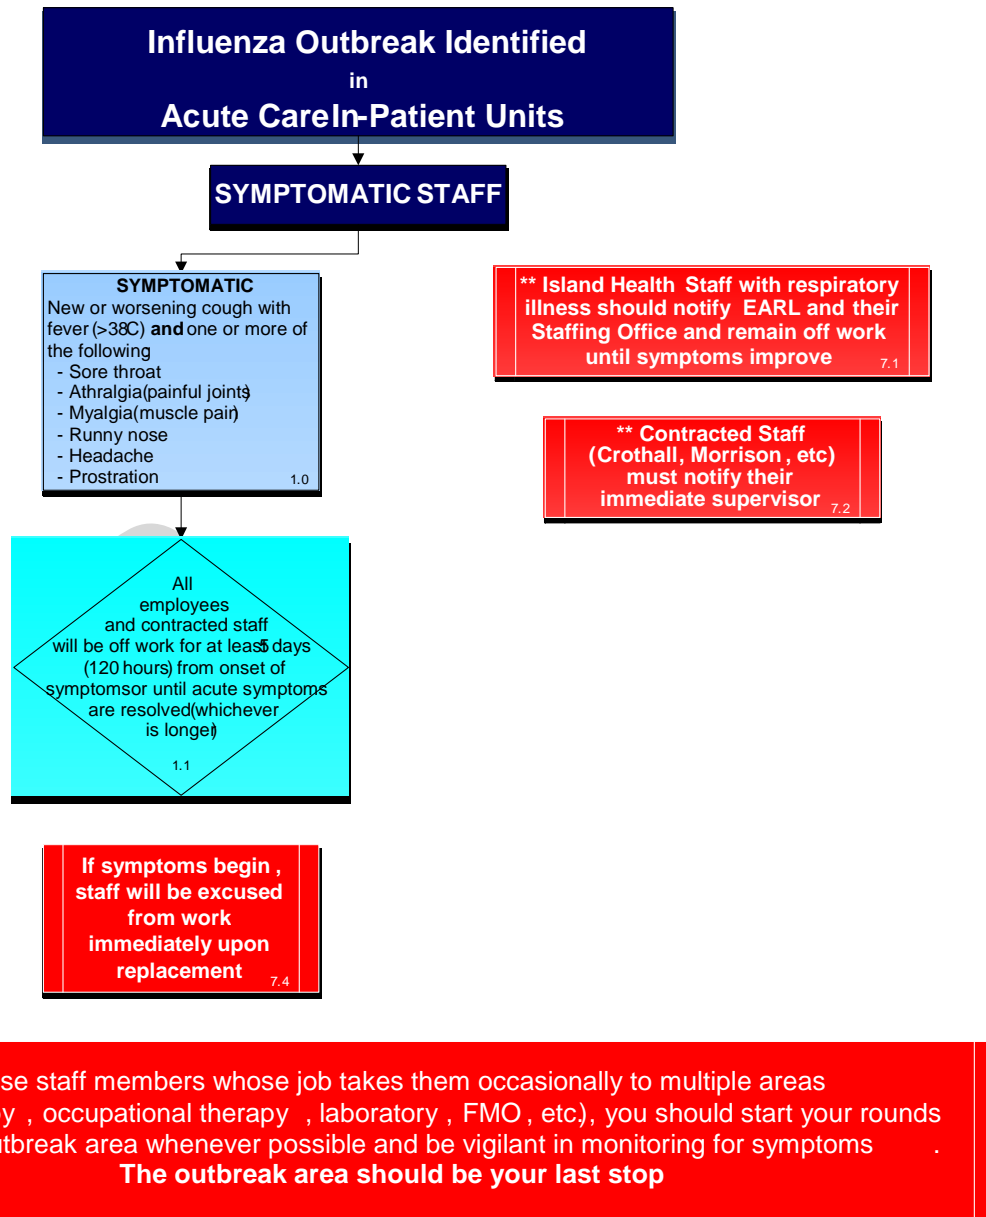 Influenza Outbreak Identified
in
Acute CareIn-Patient Units
SYMPTOMATIC STAFF
SYMPTOMATIC
New or worsening cough with
fever (>38C) and one or more of
the following
- Sore throat
- Athralgia(painful joints)
- Myalgia(muscle pain)
- Runny nose
- Headache
- Prostration
1.0
** Island Health Staff with respiratory
illness should notify EARL and their
Staffing Office and remain off work
until symptoms improve
7.1
** Contracted Staff
(Crothall, Morrison , etc)
must notify their
immediate supervisor
7.2
All
employees
and contracted staff
will be off work for at least 5 days
(120 hours) from onset of
symptomsor until acute symptoms
are resolved(whichever
is longer)
1.1
If symptoms begin ,
staff will be excused
from work
immediately upon
replacement
7.4
se staff members whose job takes them occasionally to multiple areas
y , occupational therapy , laboratory , FMO , etc.), you should start your rounds
utbreak area whenever possible and be vigilant in monitoring for symptoms .
The outbreak area should be your last stop